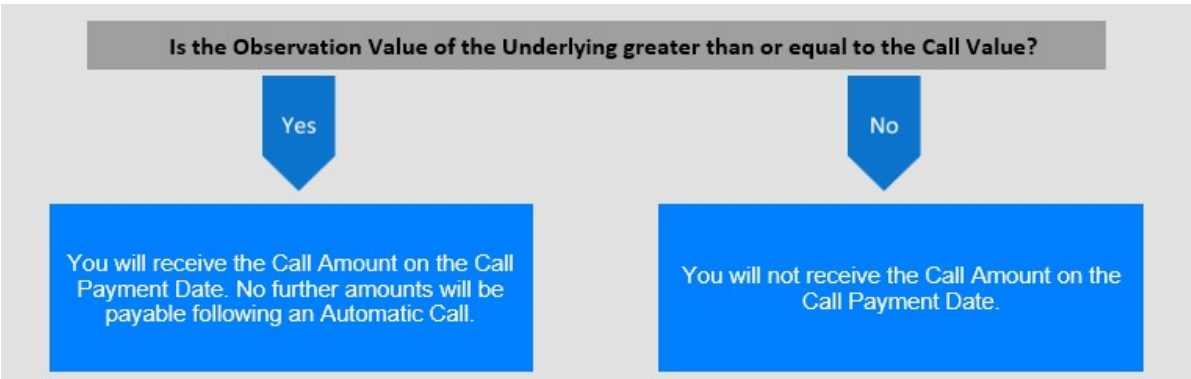 Is the Observation Value of the Underlying greater than or equal to the Call Value?
Yes
No
You will receive the Call Amount on the Call
Payment Date. No further amounts will be
payable following an Automatic Call.
You will not receive the Call Amount on the
Call Payment Date.